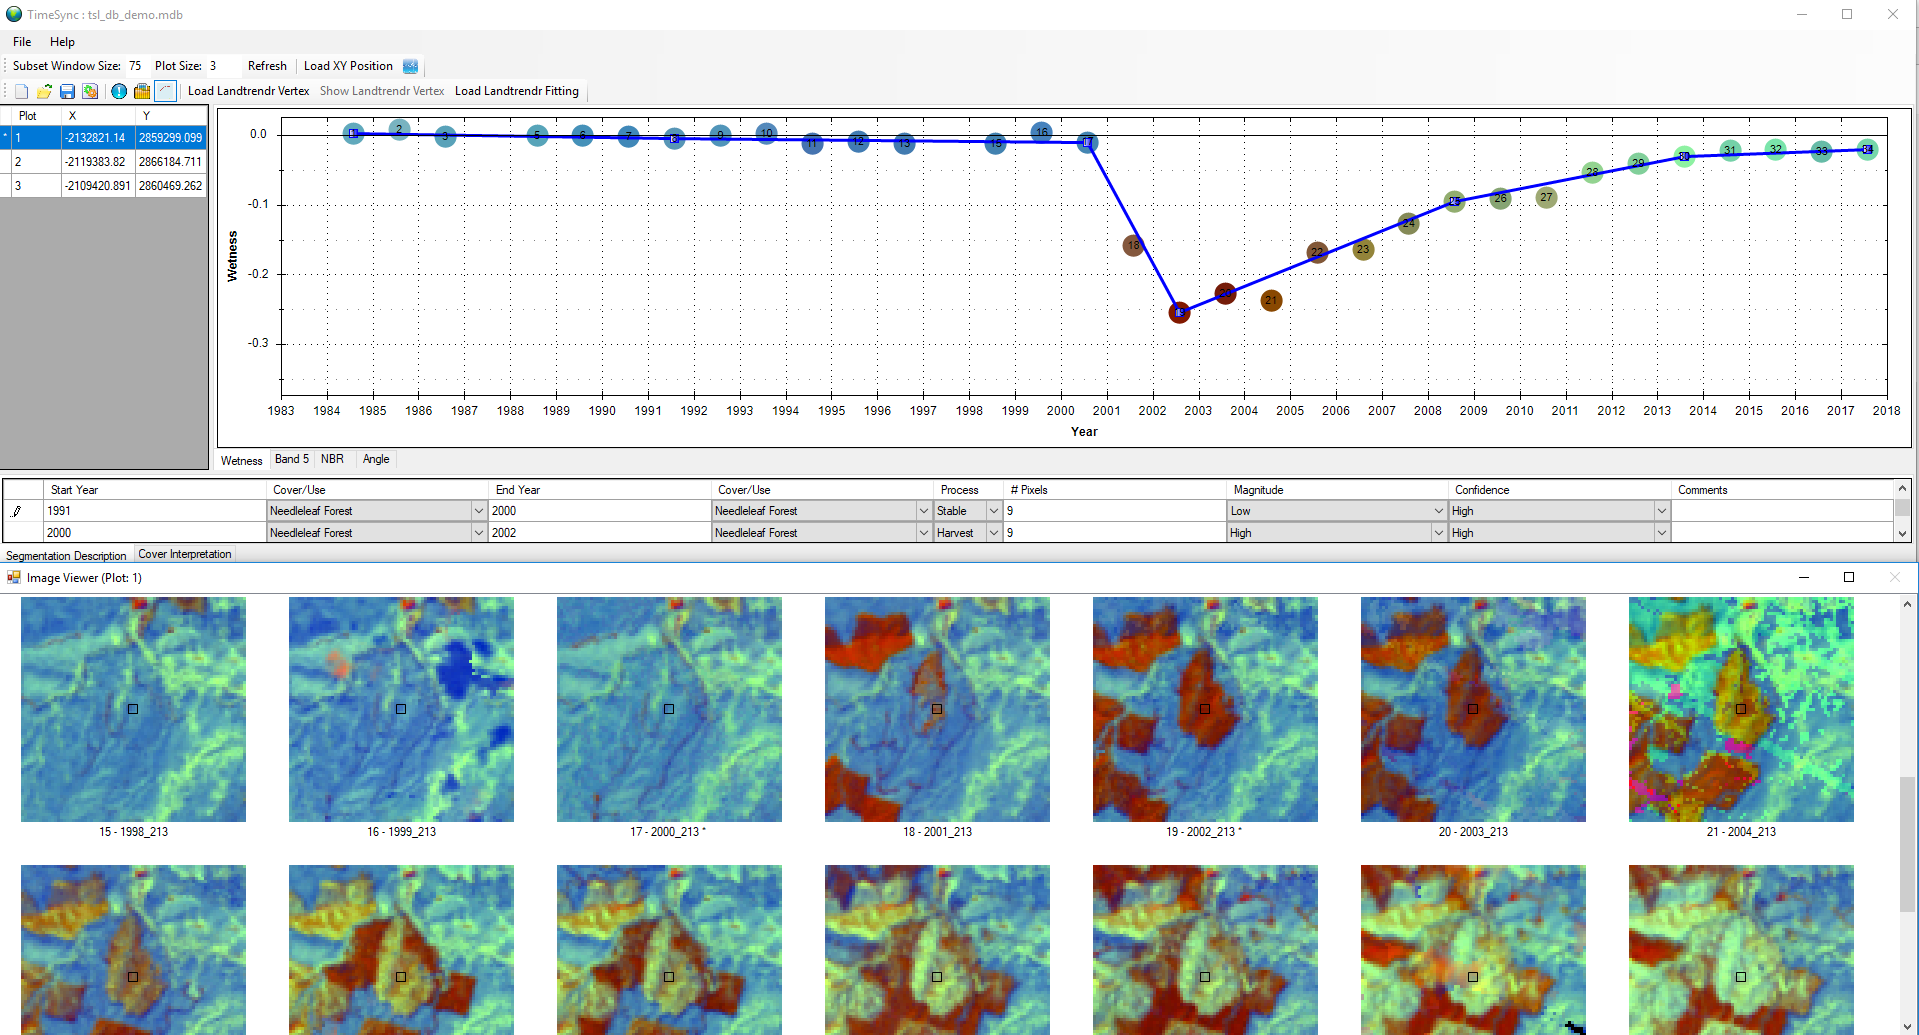 TimeSync : tsl_db_demo.mdb
File Help
Subset Window Size: 75 Plot Size: 3 Refresh Load XY Position
Load Landtrendr Vertex Show Landtrendr Vertex Load Landtrendr Fitting
Plot X Y
* 1 -2132821.14 2859299.099
2 -2119383.82 2866184.711
3 -2109420.891 2860469.262
Wetness
0.0
-0.1
-0.2
-0.3
2 3 5 6 7 8 9 10 11 12 13 15 16 17 18 19 20 21 22 23 24 25 26 27 28 29 30 31 32 33 34
1983 1984 1985 1986 1987 1988 1989 1990 1991 1992 1993 1994 1995 1996 1997 1998 1999 2000 2001 2002 2003 2004 2005 2006 2007 2008 2009 2010 2011 2012 2013 2014 2015 2016 2017 2018
Year
Wetness Band 5 NBR Angle
Start Year Cover/Use End Year Cover/Use Process # Pixels Magnitude Confidence Comments
1991 Needleleaf Forest 2000 Needleleaf Forest Stable 9 Low High
2000 Needleleaf Forest 2002 Needleleaf Forest Harvest 9 High High
Segmentation Description Cover Interpretation
Image Viewer (Plot: 1)
15 - 1998_213 16 - 1999_213 17 - 2000_213 * 18 - 2001_213 19 - 2002_213 * 20 - 2003_213 21 - 2004_213